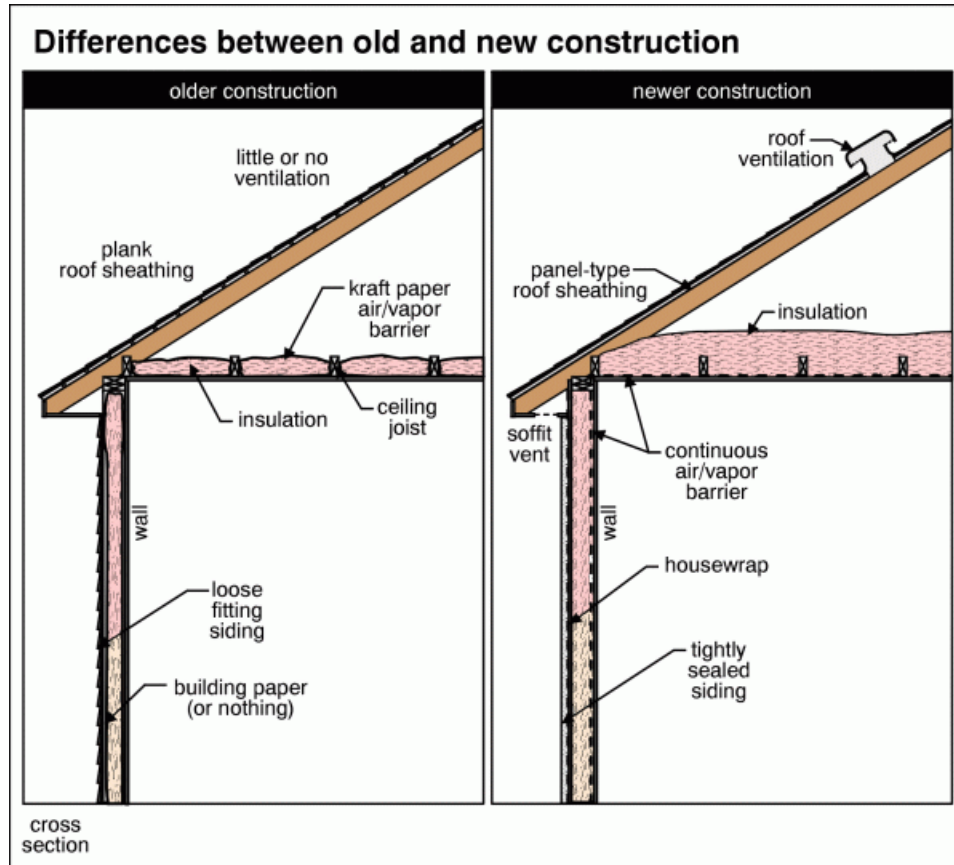 Differences between old and new construction
older construction
little or no
ventilation
plank
roof sheathing
kraft paper
air/vapor
barrier
insulation
ceiling
joist
wall
loose
fitting
siding
building paper
(or nothing)
cross
section
newer construction
roof
ventilation
panel-type
roof sheathing
insulation
soffit
vent
continuous
air/vapor
barrier
wall
housewrap
tightly
sealed
siding